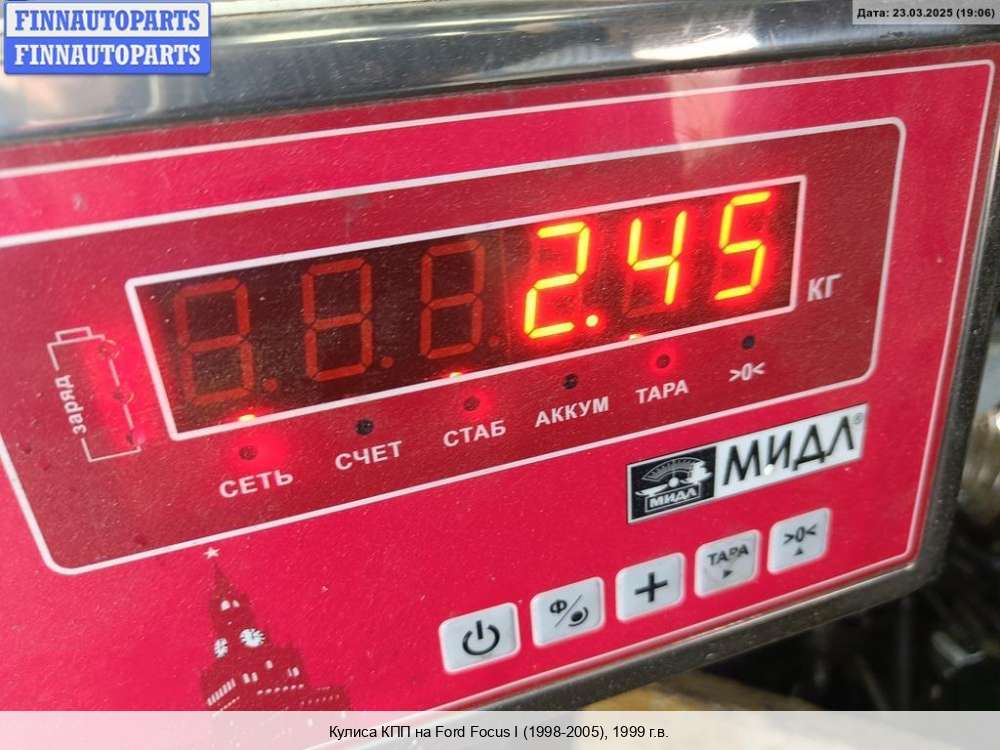 FINNAUTOPARTS
FINNAUTOPARTS
Дата: 23.03.2025 (19:06)
2.45
КГ
заряд
СЕТЬ
СЧЕТ
СТАБ
АККУМ
ТАРА
>0<
МИДЛ
МИДЛ®
Ф/
+
ТАРА
>0<
Кулиса КПП на Ford Focus I (1998-2005), 1999 г.в.